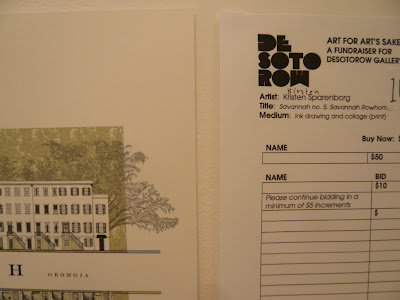 DE
SOTO
ROW
ART FOR ART'S SAKE
A FUNDRAISER FOR
DESOTOROW GALLERY
Kirsten
Artist: Kristen Sparenborg
Title: Savannah no. 5, Savannah Rowhom,
Medium: ink drawing and collage (print)
Buy Now: $
NAME
$50
NAME BID
$10
Please continue bidding in a
minimum of $5 increments
$
H GEORGIA